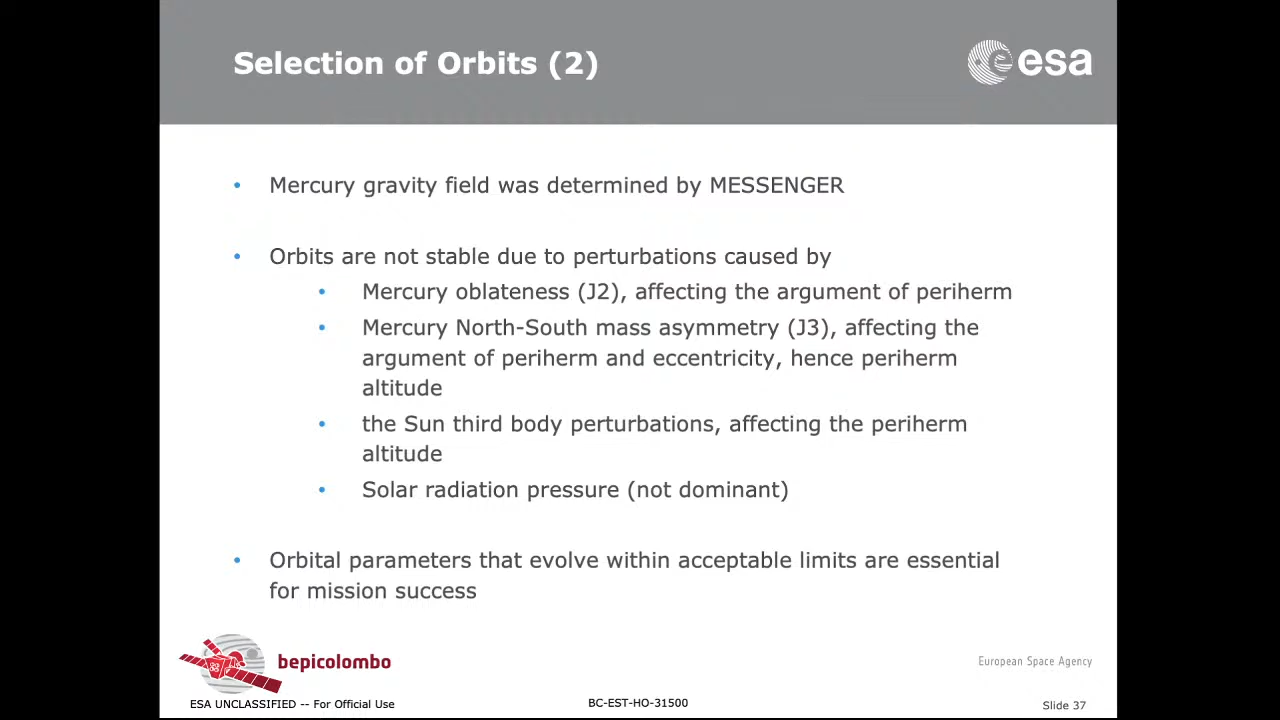 Selection of Orbits (2)
esa
• Mercury gravity field was determined by MESSENGER
• Orbits are not stable due to perturbations caused by
• Mercury oblateness (J2), affecting the argument of periherm
• Mercury North-South mass asymmetry (J3), affecting the
argument of periherm and eccentricity, hence periherm
altitude
• the Sun third body perturbations, affecting the periherm
altitude
• Solar radiation pressure (not dominant)
• Orbital parameters that evolve within acceptable limits are essential
for mission success
bepicolombo
European Space Agency
ESA UNCLASSIFIED -- For Official Use
BC-EST-HO-31500
Slide 37